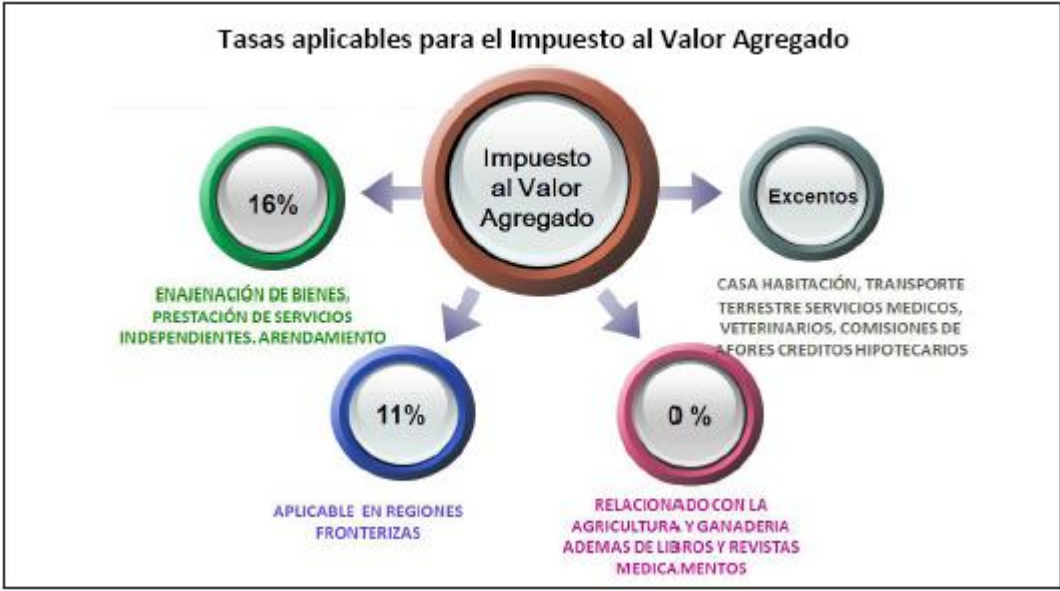 Tasas aplicables para el Impuesto al Valor Agregado
Impuesto
al Valor
Agregado
16%
ENAJENACIÓN DE BIENES,
PRESTACIÓN DE SERVICIOS
INDEPENDIENTES. ARENDAMIENTO
Excentos
CASA HABITACIÓN, TRANSPORTE
TERRESTRE SERVICIOS MEDICOS,
VETERINARIOS, COMISIONES DE
AFORES CREDITOS HIPOTECARIOS
11%
APLICABLE EN REGIONES
FRONTERIZAS
0 %
RELACIONADO CON LA
AGRICULTURA Y GANADERIA
ADEMAS DE LIBROS Y REVISTAS
MEDICAMENTOS